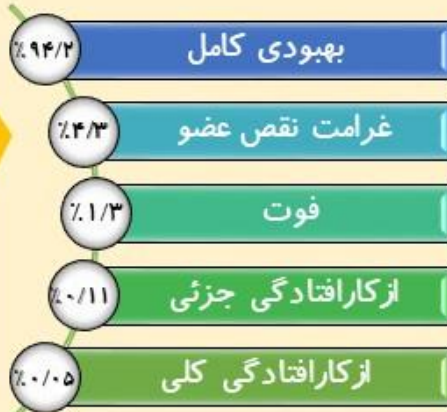 بهبودی کامل ٪۹۴/۲
غرامت نقص عضو ٪۴/۳
فوت ٪۱/۳
ازکارافتادگی جزئی ٪۰/۱۱
ازکارافتادگی کلی ٪۰/۰۵